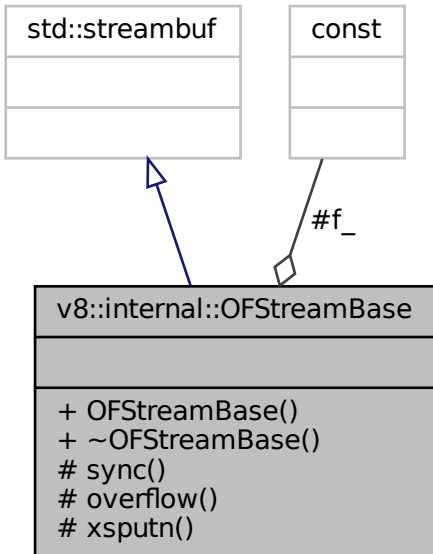 std::streambuf
const
#f_
v8::internal::OFStreamBase
+ OFStreamBase()
+ ~OFStreamBase()
# sync()
# overflow()
# xsputn()